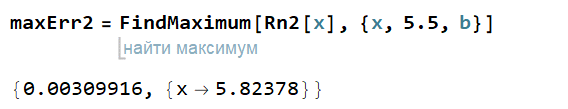 maxErr2 = FindMaximum[Rn2[x], {x, 5.5, b}]
найти максимум
{0.00309916, {x → 5.82378}}